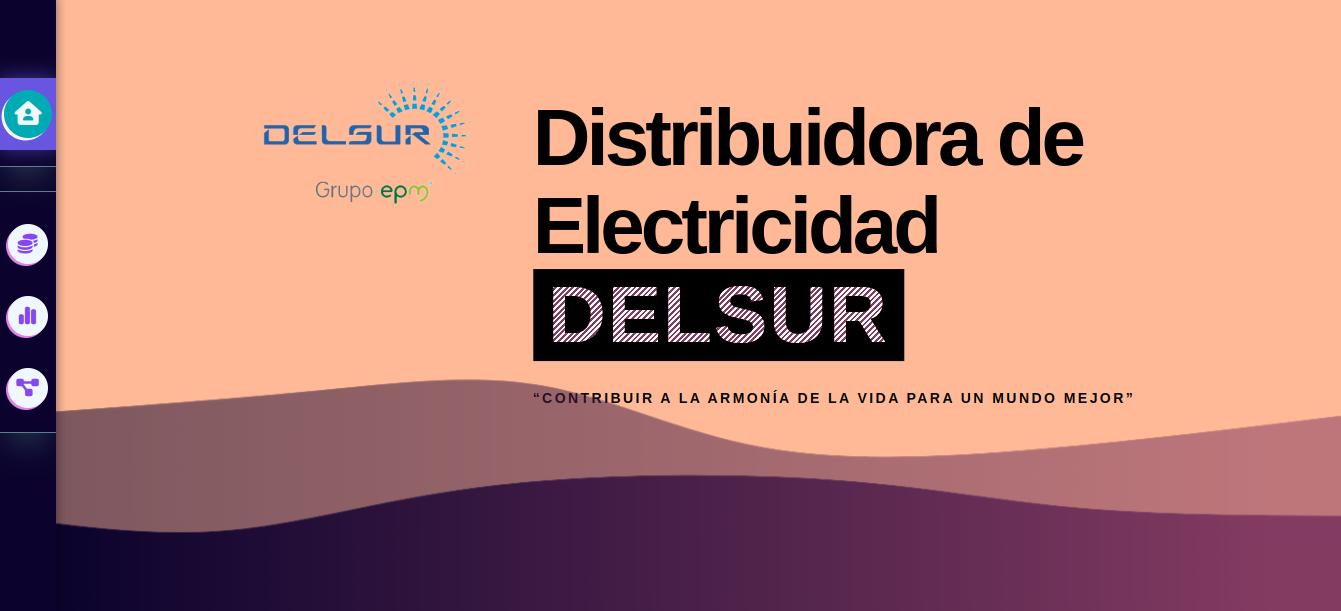 DELSUR
Grupo epm
Distribuidora de
Electricidad
DELSUR
“CONTRIBUIR A LA ARMONÍA DE LA VIDA PARA UN MUNDO MEJOR”